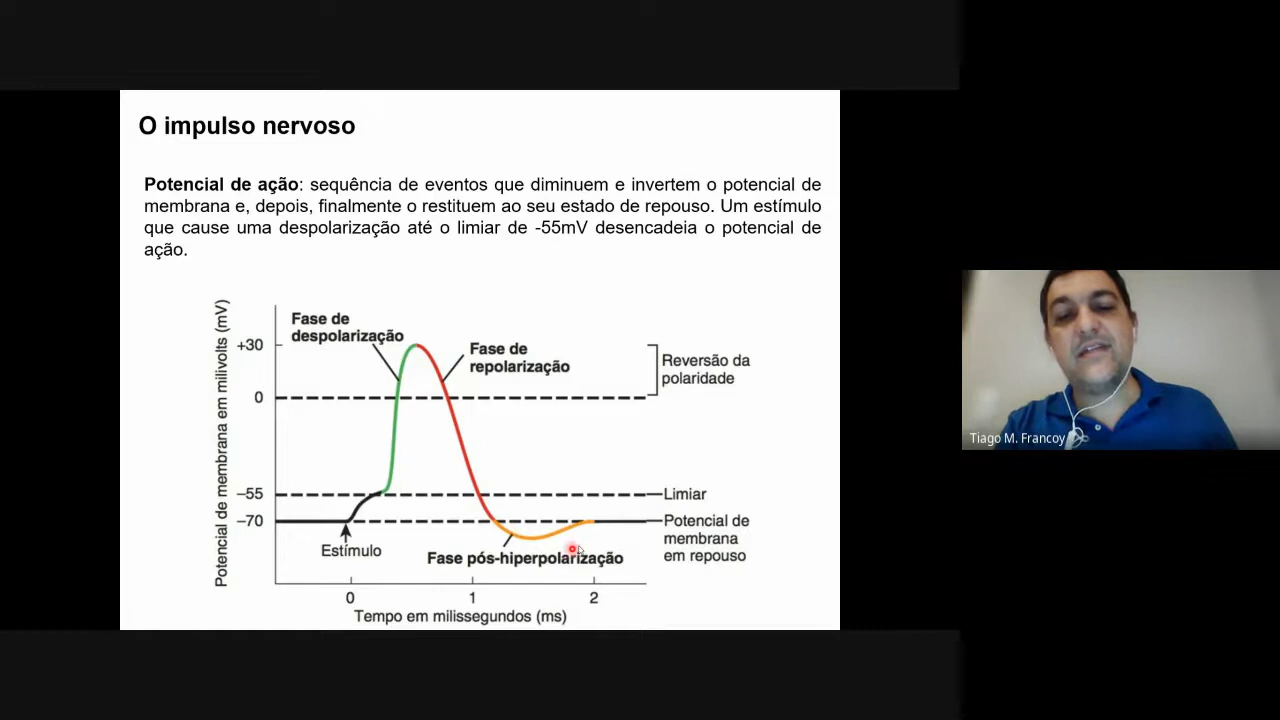 O impulso nervoso
Potencial de ação: sequência de eventos que diminuem e invertem o potencial de
membrana e, depois, finalmente o restituem ao seu estado de repouso. Um estímulo
que cause uma despolarização até o limiar de -55mV desencadeia o potencial de
ação.
Potencial de membrana em milivolts (mV)
Fase de
despolarização
+30
Fase de
repolarização
Reversão da
polaridade
0
–55
Limiar
–70
Potencial de
membrana
em repouso
Estímulo
Fase pós-hiperpolarização
0
1
2
Tempo em milissegundos (ms)
Tiago M. Francoy